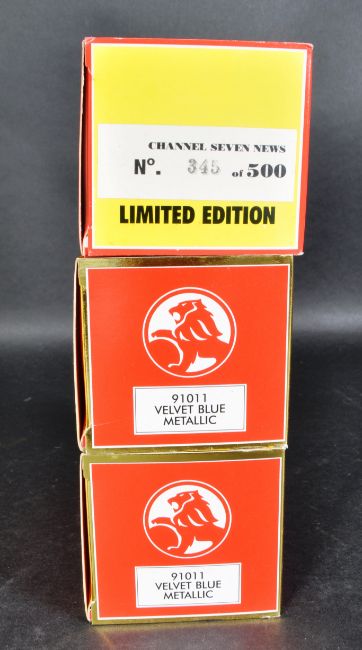 CHANNEL SEVEN NEWS
Nº. 345 of 500
LIMITED EDITION
91011
VELVET BLUE
METALLIC
91011
VELVET BLUE
METALLIC